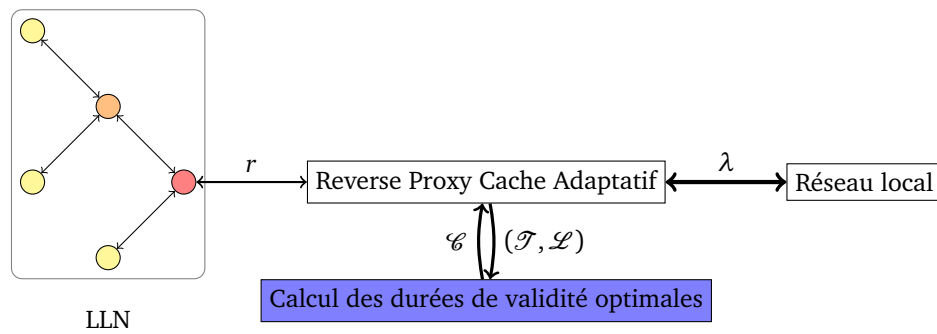 r
λ
Reverse Proxy Cache Adaptatif
Réseau local
𝒞
(𝒯, ℒ)
Calcul des durées de validité optimales
LLN